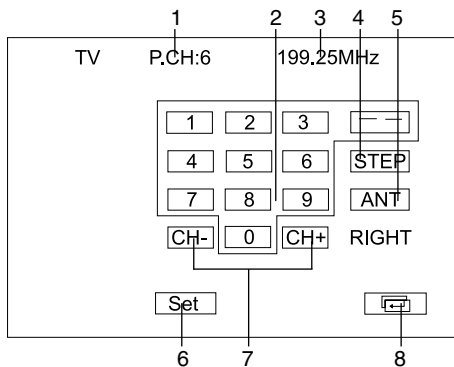 1 2 3 4 5
TV P.CH:6 199.25MHz
1 2 3 — —
4 5 6 STEP
7 8 9 ANT
CH- 0 CH+ RIGHT
Set
6 7 8